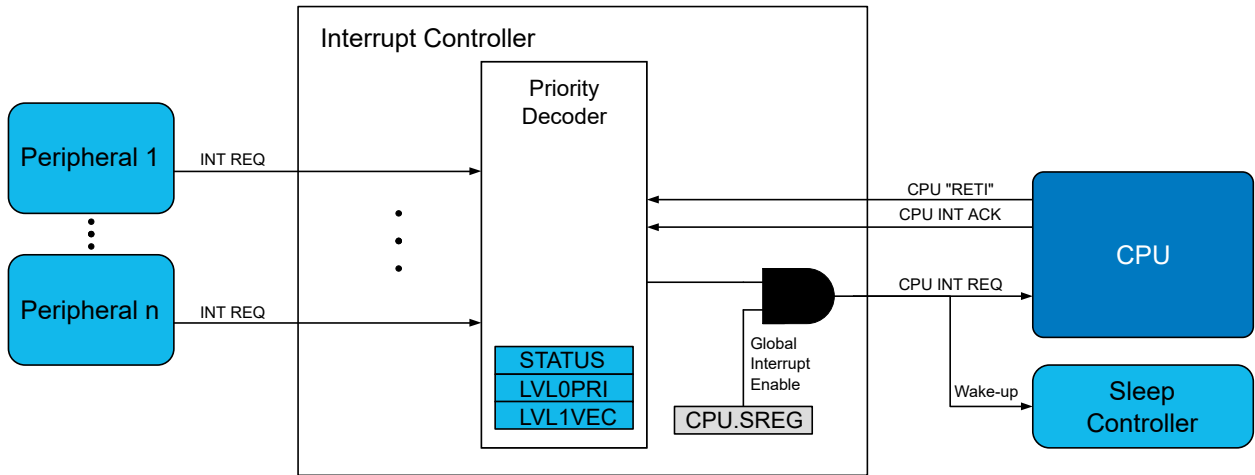 Interrupt Controller
Priority
Decoder
Peripheral 1
INT REQ
Peripheral n
INT REQ
STATUS
LVL0PRI
LVL1VEC
CPU "RETI"
CPU INT ACK
CPU INT REQ
CPU
Global
Interrupt
Enable
CPU.SREG
Wake-up
Sleep
Controller